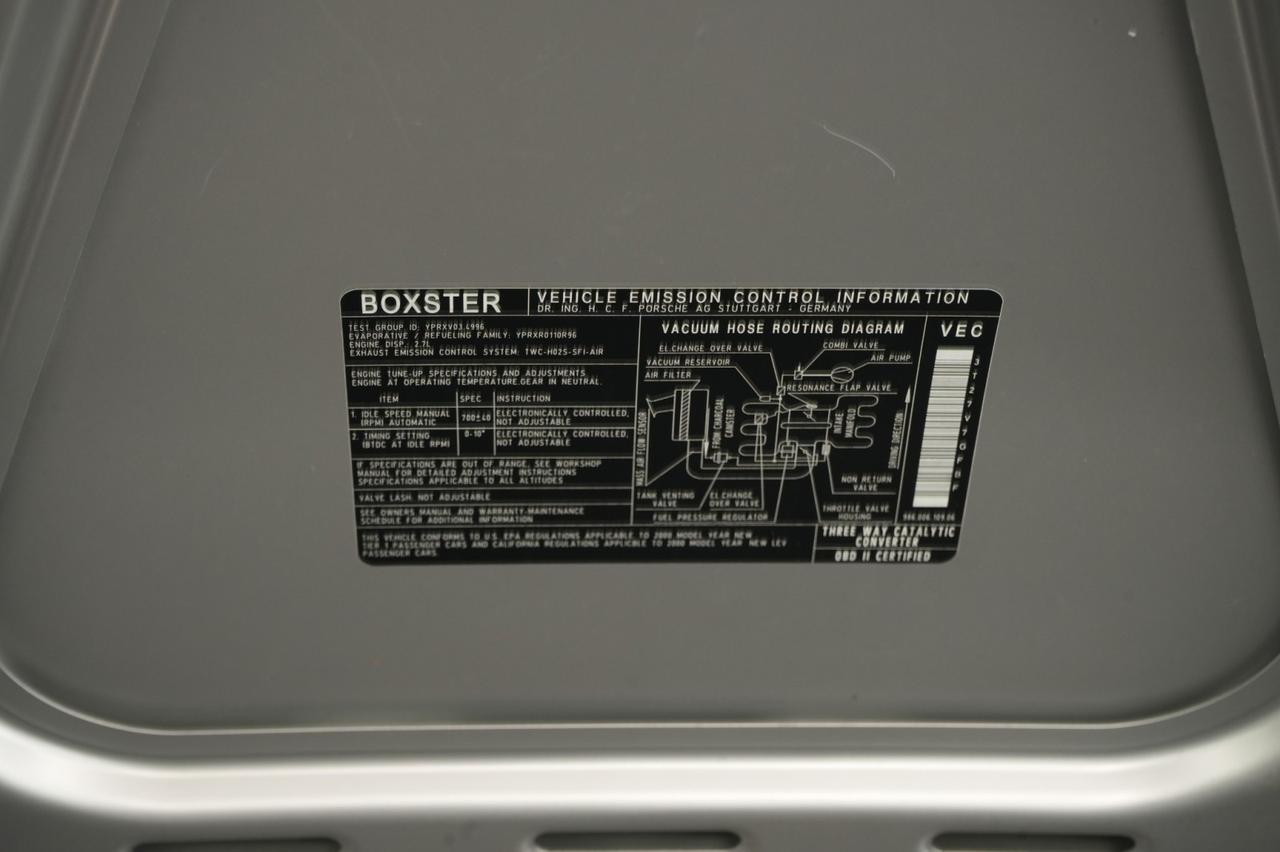 BOXSTER
VEHICLE EMISSION CONTROL INFORMATION
DR. ING. H. C. F. PORSCHE AG STUTTGART - GERMANY
TEST GROUP ID: YPRXV03.4996
EVAPORATIVE / REFUELING FAMILY: YPRXR0110R96
ENGINE DISP.: 2.7L
EXHAUST EMISSION CONTROL SYSTEM: TWC-HO2S-SFI-AIR
ENGINE TUNE-UP SPECIFICATIONS AND ADJUSTMENTS
ENGINE AT OPERATING TEMPERATURE.GEAR IN NEUTRAL.
ITEM SPEC INSTRUCTION
1. IDLE SPEED MANUAL (RPM) AUTOMATIC
700±40
ELECTRONICALLY CONTROLLED,
NOT ADJUSTABLE
2. TIMING SETTING
(BTDC AT IDLE RPM)
0-10°
ELECTRONICALLY CONTROLLED,
NOT ADJUSTABLE
IF SPECIFICATIONS ARE OUT OF RANGE, SEE WORKSHOP
MANUAL FOR DETAILED ADJUSTMENT INSTRUCTIONS
SPECIFICATIONS APPLICABLE TO ALL ALTITUDES
VALVE LASH: NOT ADJUSTABLE
SEE OWNERS MANUAL AND WARRANTY-MAINTENANCE
SCHEDULE FOR ADDITIONAL INFORMATION
THIS VEHICLE CONFORMS TO U.S. EPA REGULATIONS APPLICABLE TO 2000 MODEL YEAR NEW
TIER 1 PASSENGER CARS AND CALIFORNIA REGULATIONS APPLICBLE TO 2000 MODEL YEAR NEW LEV
PASSENGER CARS.
VACUUM HOSE ROUTING DIAGRAM
EL.CHANGE OVER VALVE
COMBI VALVE
VACUUM RESERVOIR
AIR PUMP
AIR FILTER
RESONANCE FLAP VALVE
MASS AIR FLOW SENSOR
FROM CHARCOAL
CANISTER
INTAKE
MANIFOLD
DRIVING DIRECTION
NON RETURN
VALVE
TANK VENTING
VALVE
EL.CHANGE
OVER VALVE
FUEL PRESSURE REGULATOR
THROTTLE VALVE
HOUSING
VEC
996.006.109.06
THREE WAY CATALYTIC
CONVERTER
OBD II CERTIFIED